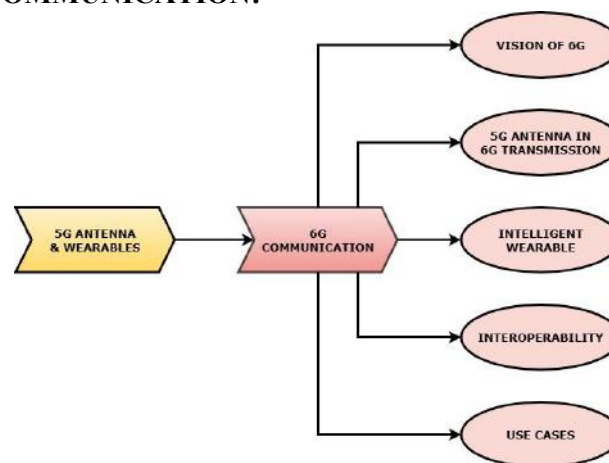 OMMUNICATION:
VISION OF 6G
5G ANTENNA IN
6G TRANSMISSION
5G ANTENNA
& WEARABLES
6G
COMMUNICATION
INTELLIGENT
WEARABLE
INTEROPERABILITY
USE CASES